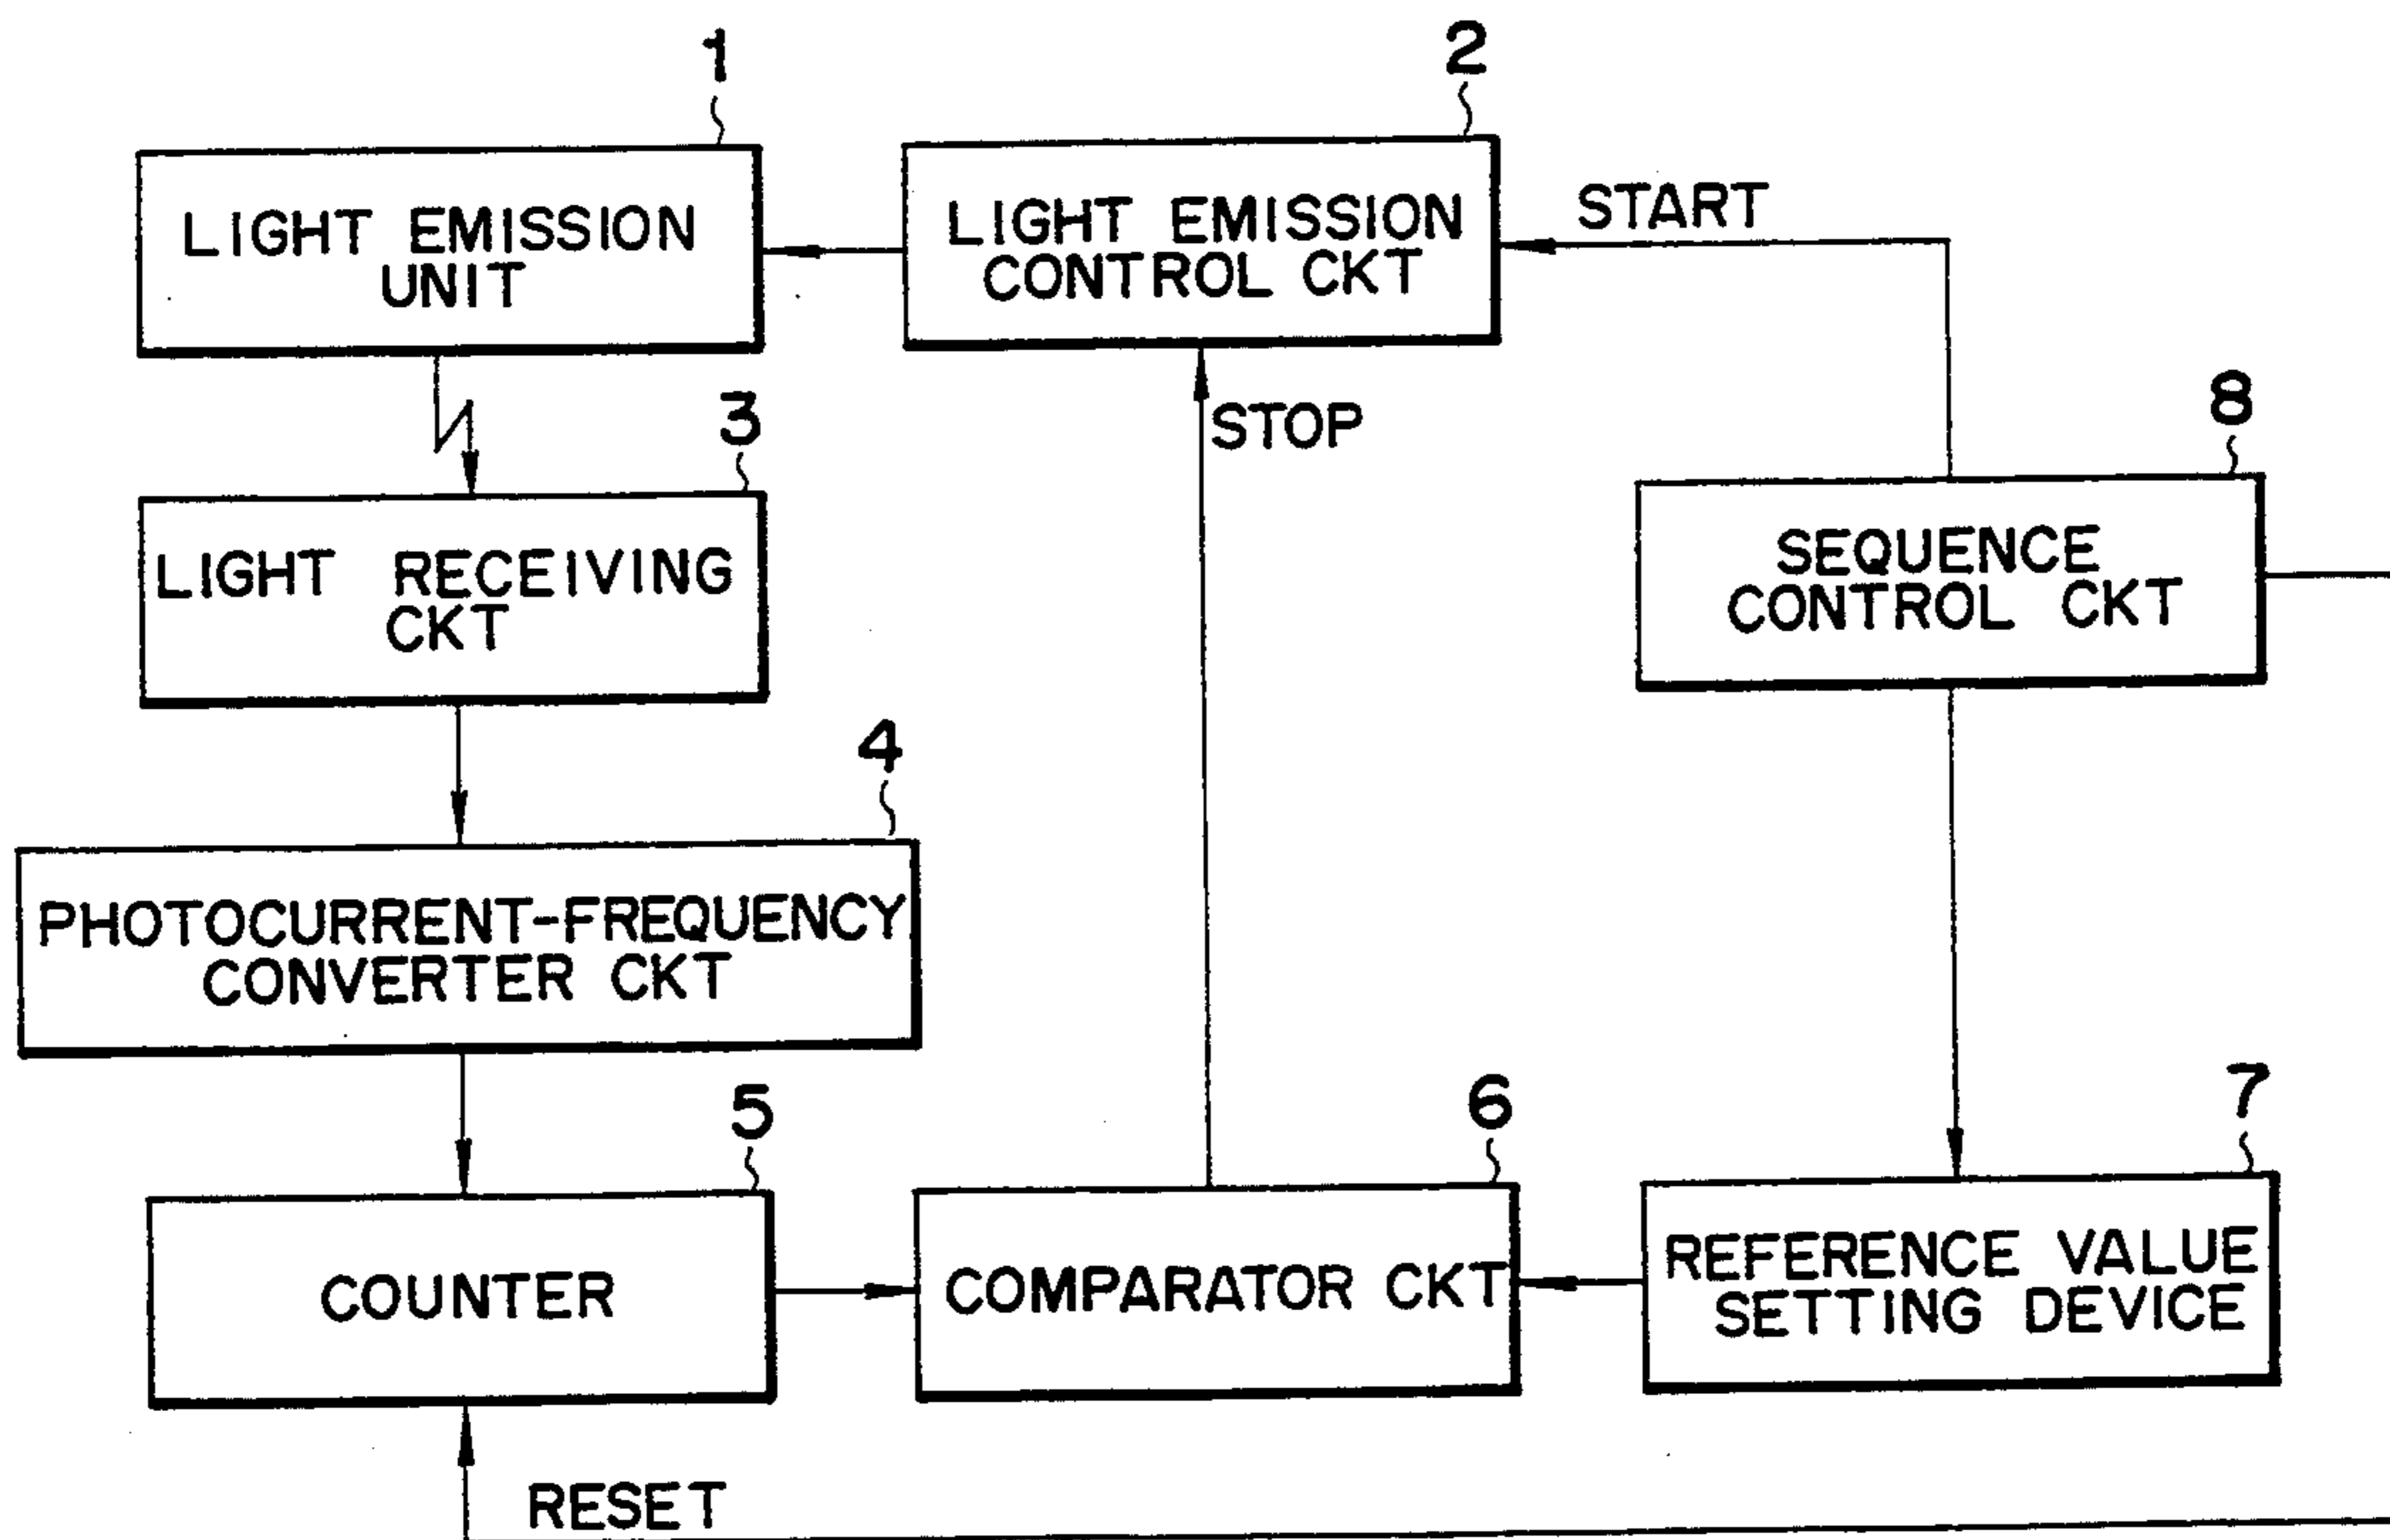 1
2
LIGHT EMISSION
UNIT
LIGHT EMISSION
CONTROL CKT
START
STOP
3
8
LIGHT RECEIVING
CKT
SEQUENCE
CONTROL CKT
4
PHOTOCURRENT-FREQUENCY
CONVERTER CKT
5
6
7
COUNTER
COMPARATOR CKT
REFERENCE VALUE
SETTING DEVICE
RESET